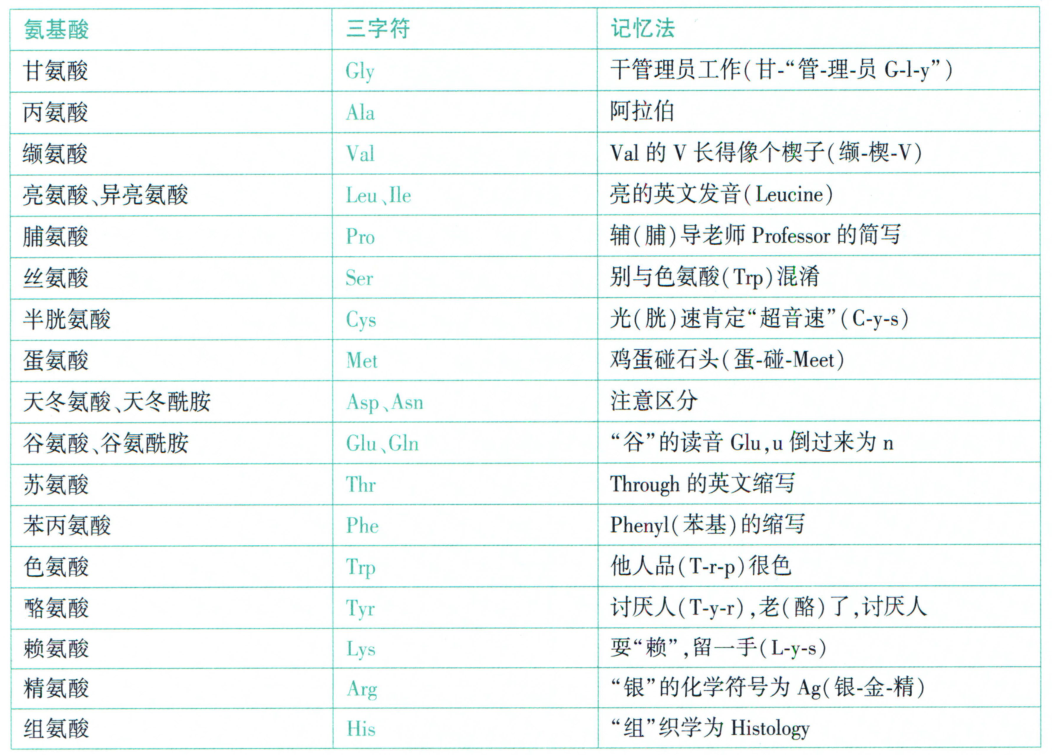 氨基酸 三字符 记忆法
甘氨酸 Gly 干管理员工作(甘-“管-理-员 G-l-y”)
丙氨酸 Ala 阿拉伯
缬氨酸 Val Val 的 V 长得像个楔子(缬-楔-V)
亮氨酸、异亮氨酸 Leu、Ile 亮的英文发音(Leucine)
脯氨酸 Pro 辅(脯)导老师 Professor 的简写
丝氨酸 Ser 别与色氨酸(Trp)混淆
半胱氨酸 Cys 光(胱)速肯定“超音速”(C-y-s)
蛋氨酸 Met 鸡蛋碰石头(蛋-碰-Meet)
天冬氨酸、天冬酰胺 Asp、Asn 注意区分
谷氨酸、谷氨酰胺 Glu、Gln “谷”的读音 Glu,u 倒过来为 n
苏氨酸 Thr Through 的英文缩写
苯丙氨酸 Phe Phenyl(苯基)的缩写
色氨酸 Trp 他人品(T-r-p)很色
酪氨酸 Tyr 讨厌人(T-y-r),老(酪)了,讨厌人
赖氨酸 Lys 耍“赖”,留一手(L-y-s)
精氨酸 Arg “银”的化学符号为 Ag(银-金-精)
组氨酸 His “组”织学为 Histology